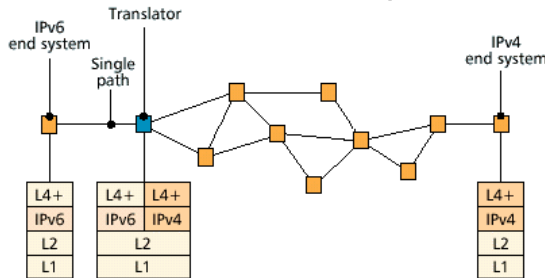 Translator
IPv6
end system
Single
path
IPv4
end system
L4+
IPv6
L2
L1
L4+ L4+
IPv6 IPv4
L2
L1
L4+
IPv4
L2
L1